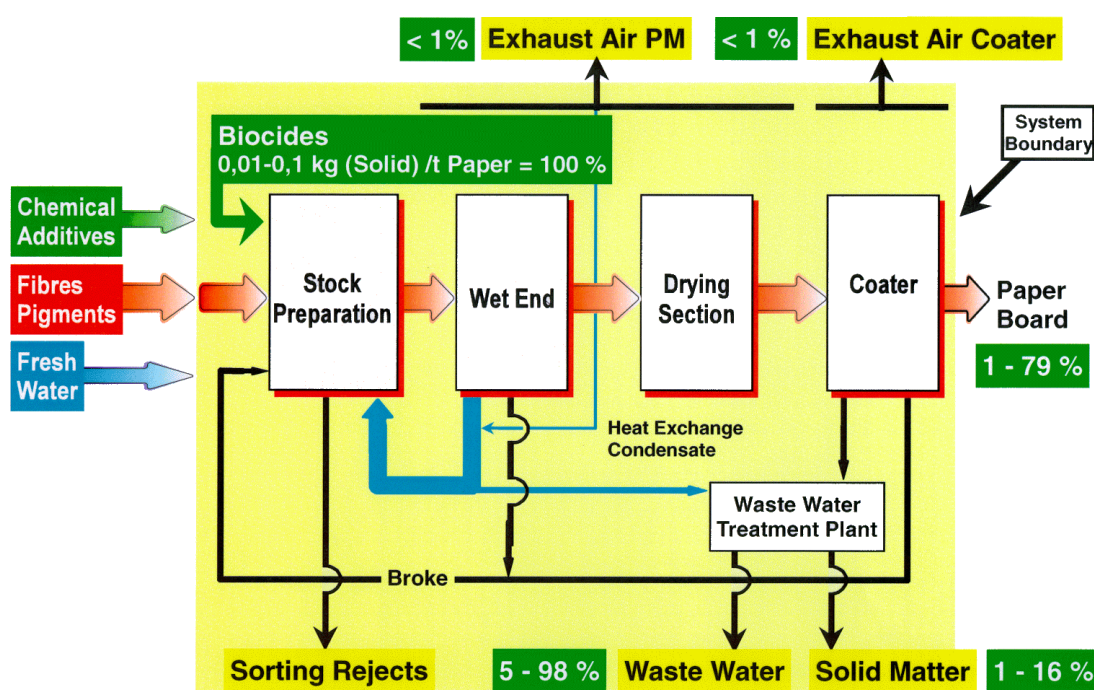 < 1%
Exhaust Air PM
< 1 %
Exhaust Air Coater
System
Boundary
Biocides
0,01-0,1 kg (Solid) /t Paper = 100 %
Chemical
Additives
Fibres
Pigments
Fresh
Water
Stock
Preparation
Wet End
Drying
Section
Coater
Paper
Board
1 - 79 %
Heat Exchange
Condensate
Waste Water
Treatment Plant
Broke
Sorting Rejects
5 - 98 %
Waste Water
Solid Matter
1 - 16 %